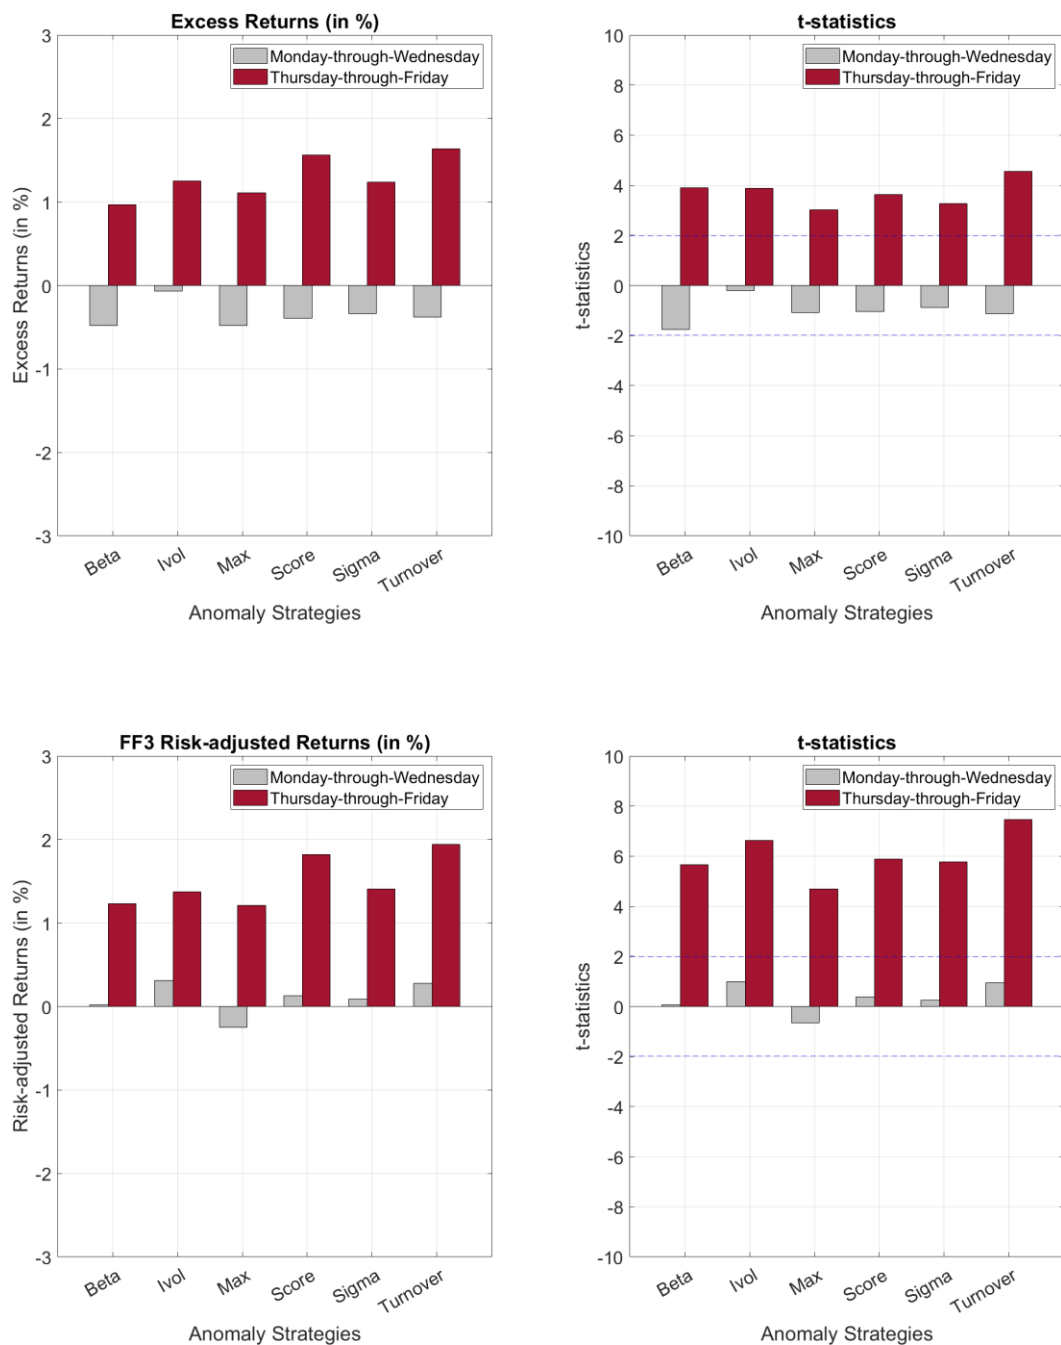 Excess Returns (in %)
3
2
1
0
-1
-2
-3
Excess Returns (in %)
Monday-through-Wednesday
Thursday-through-Friday
Beta
Ivol
Max
Score
Sigma
Turnover
Anomaly Strategies
t-statistics
10
8
6
4
2
0
-2
-4
-6
-8
-10
t-statistics
Monday-through-Wednesday
Thursday-through-Friday
Beta
Ivol
Max
Score
Sigma
Turnover
Anomaly Strategies
FF3 Risk-adjusted Returns (in %)
3
2
1
0
-1
-2
-3
Risk-adjusted Returns (in %)
Monday-through-Wednesday
Thursday-through-Friday
Beta
Ivol
Max
Score
Sigma
Turnover
Anomaly Strategies
t-statistics
10
8
6
4
2
0
-2
-4
-6
-8
-10
t-statistics
Monday-through-Wednesday
Thursday-through-Friday
Beta
Ivol
Max
Score
Sigma
Turnover
Anomaly Strategies